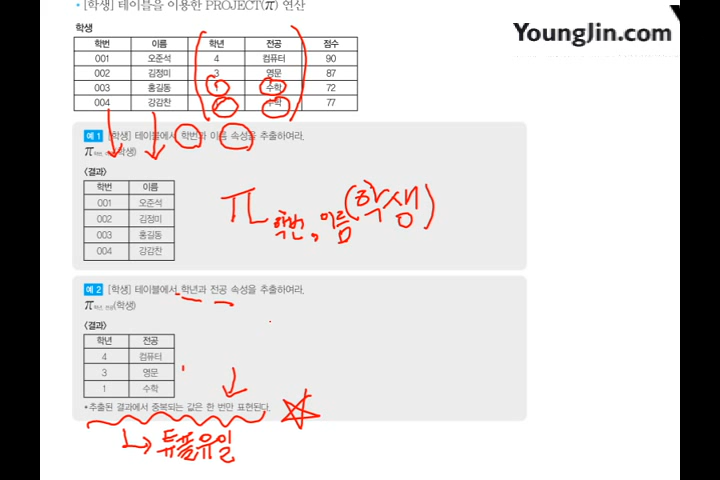 • [학생] 테이블을 이용한 PROJECT(π) 연산
YoungJin.com
학생
학번 이름 학년 전공 점수
001 오준석 4 컴퓨터 90
002 김정미 3 영문 87
003 홍길동 1 수학 72
004 강감찬 수학 77
예 1 [학생] 테이블에서 학번과 이름 속성을 추출하여라.
π학번, 이름(학생)
π 학번, 이름 (학생)
〈결과〉
학번 이름
001 오준석
002 김정미
003 홍길동
004 강감찬
예 2 [학생] 테이블에서 학년과 전공 속성을 추출하여라.
π학년, 전공(학생)
〈결과〉
학년 전공
4 컴퓨터
3 영문
1 수학
•추출된 결과에서 중복되는 값은 한 번만 표현된다.
튜플유일